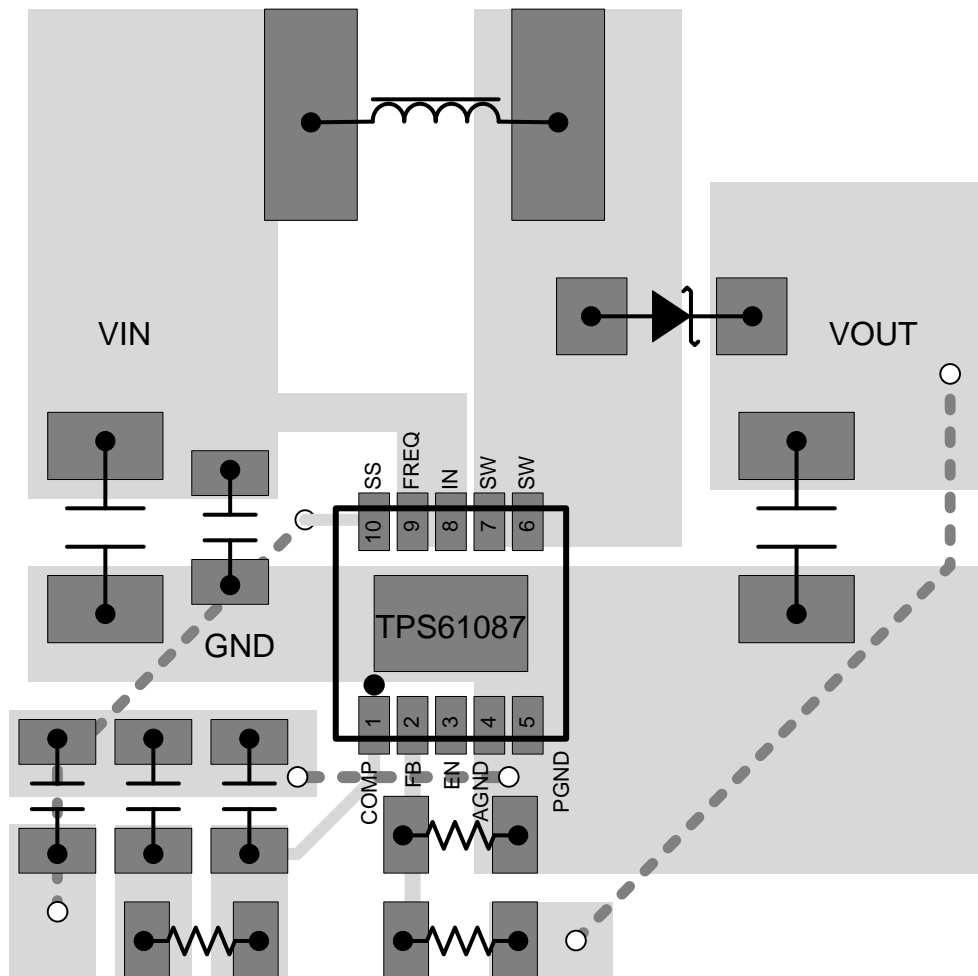 VIN
VOUT
SS
FREQ
IN
SW
SW
10
9
8
7
6
TPS61087
GND
1
2
3
4
5
COMP
FB
EN
AGND
PGND